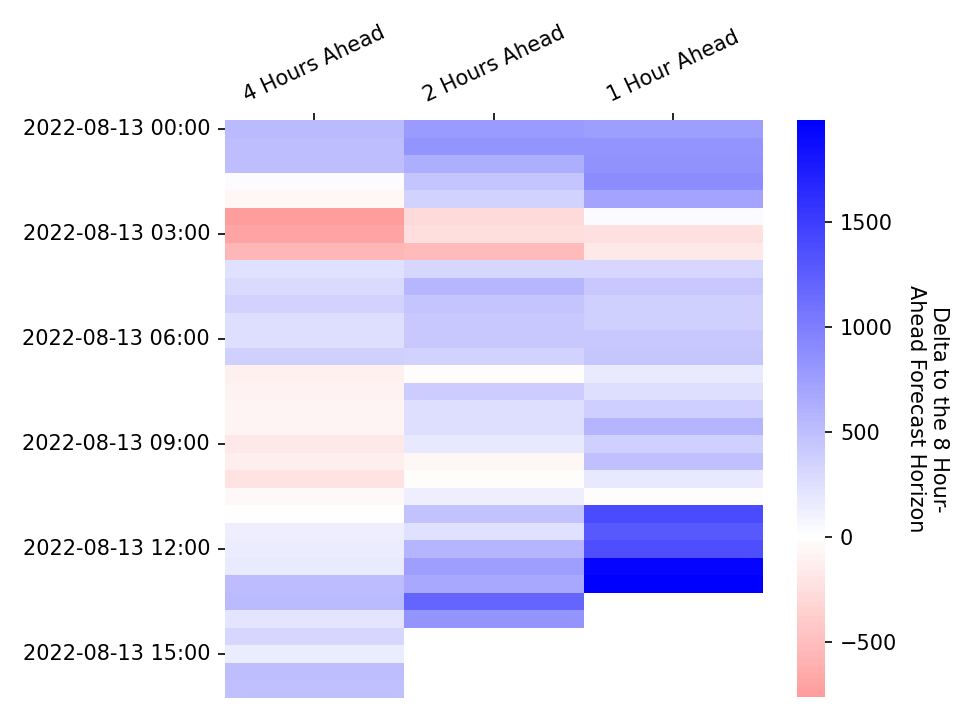 4 Hours Ahead
2 Hours Ahead
1 Hour Ahead
2022-08-13 00:00
2022-08-13 03:00
2022-08-13 06:00
2022-08-13 09:00
2022-08-13 12:00
2022-08-13 15:00
1500
1000
500
0
−500
Delta to the 8 Hour-
Ahead Forecast Horizon